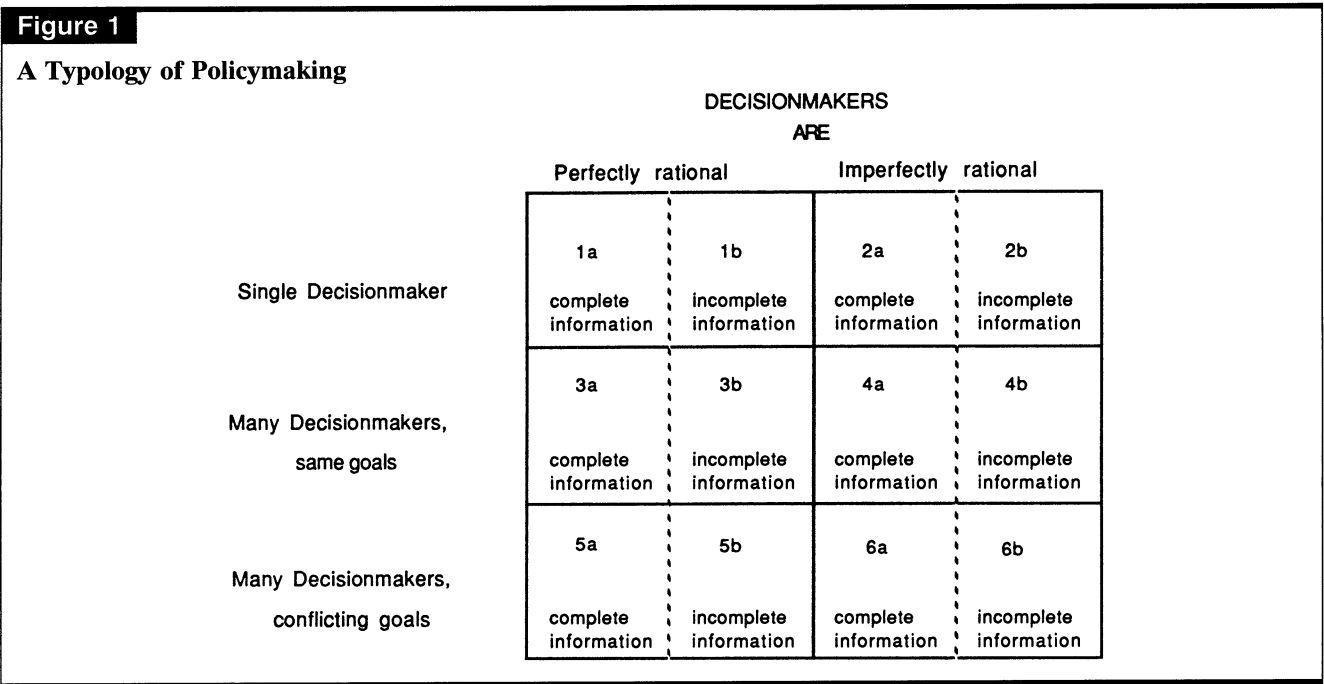 Figure 1
A Typology of Policymaking
DECISIONMAKERS
ARE
Perfectly rational Imperfectly rational
1a 1b 2a 2b
Single Decisionmaker
complete incomplete complete incomplete
information information information information
3a 3b 4a 4b
Many Decisionmakers,
same goals
complete incomplete complete incomplete
information information information information
5a 5b 6a 6b
Many Decisionmakers,
conflicting goals
complete incomplete complete incomplete
information information information information